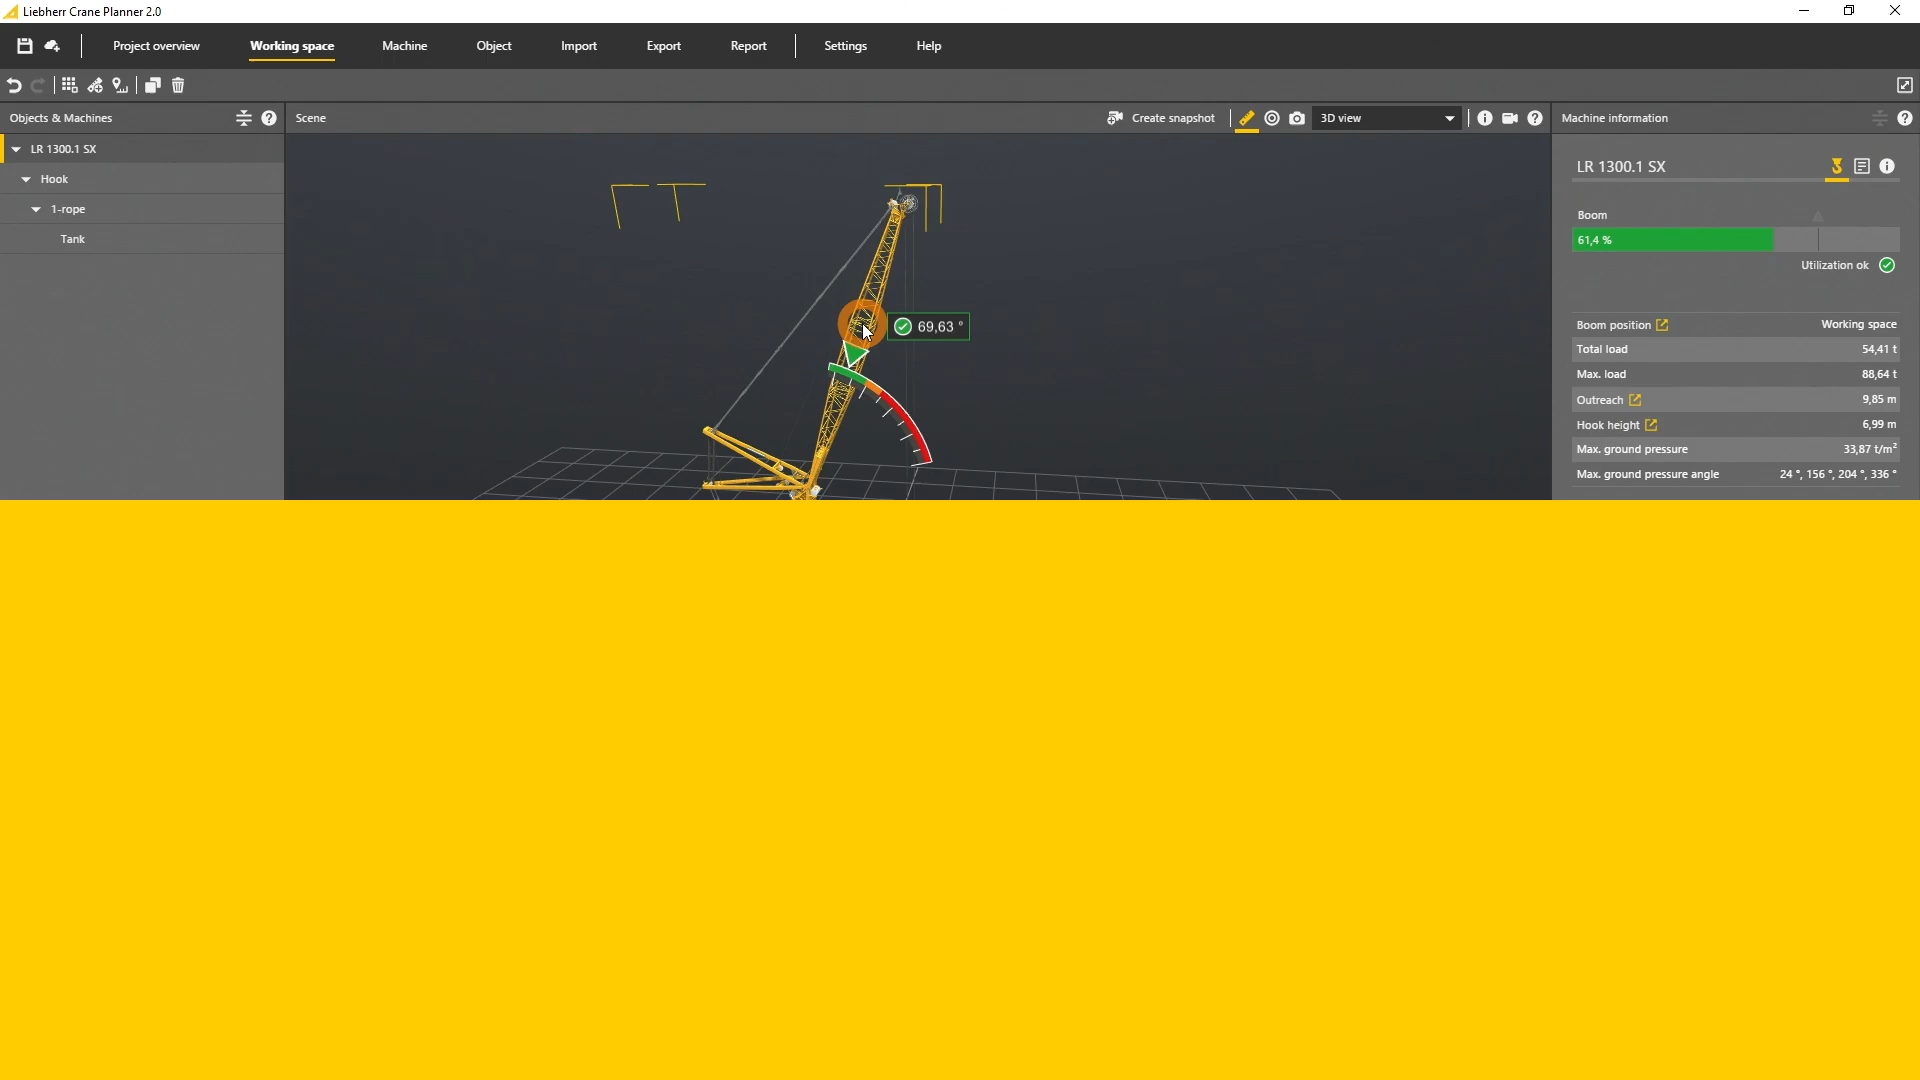 Liebherr Crane Planner 2.0
Project overview Working space Machine Object Import Export Report Settings Help
Objects & Machines
Scene
Create snapshot
3D view
Machine information
LR 1300.1 SX
Hook
1-rope
Tank
69,63 °
LR 1300.1 SX
Boom
61,4 %
Utilization ok
Boom position Working space
Total load 54,41 t
Max. load 88,64 t
Outreach 9,85 m
Hook height 6,99 m
Max. ground pressure 33,87 t/m²
Max. ground pressure angle 24 °, 156 °, 204 °, 336 °